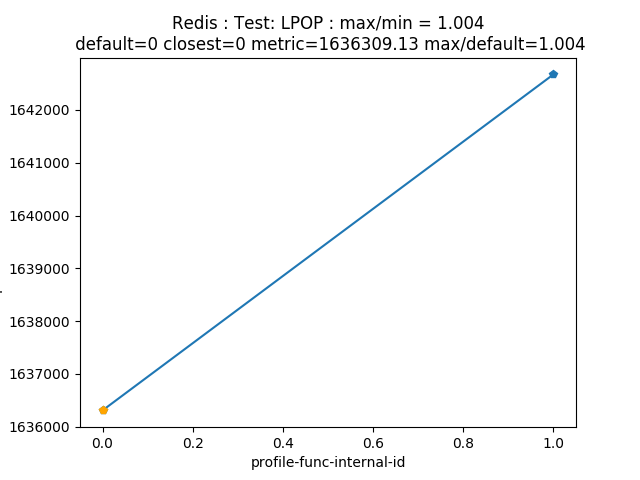 Redis : Test: LPOP : max/min = 1.004
default=0 closest=0 metric=1636309.13 max/default=1.004
1642000
1641000
1640000
1639000
1638000
1637000
1636000
0.0 0.2 0.4 0.6 0.8 1.0
profile-func-internal-id